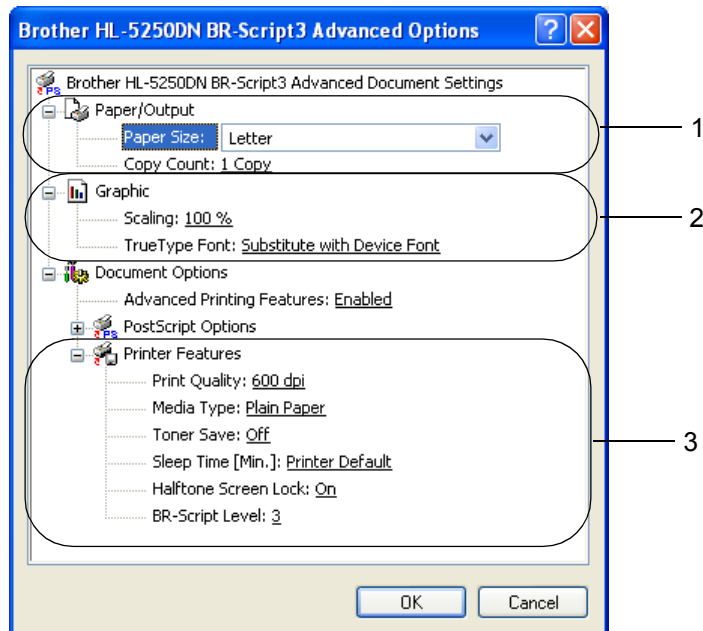 Brother HL-5250DN BR-Script3 Advanced Options
Brother HL-5250DN BR-Script3 Advanced Document Settings
Paper/Output
Paper Size: Letter
Copy Count: 1 Copy
1
Graphic
Scaling: 100 %
TrueType Font: Substitute with Device Font
2
Document Options
Advanced Printing Features: Enabled
PS PostScript Options
Printer Features
Print Quality: 600 dpi
Media Type: Plain Paper
Toner Save: Off
Sleep Time [Min.]: Printer Default
Halftone Screen Lock: On
BR-Script Level: 3
3
OK Cancel